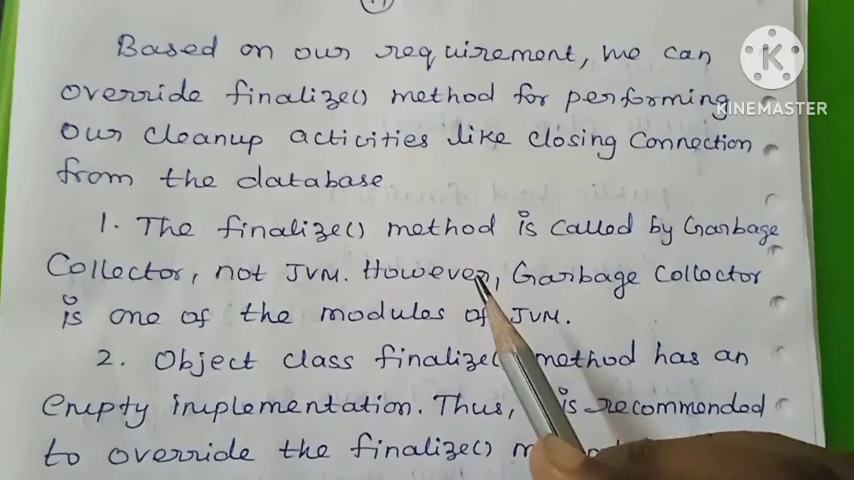 Based on our requirement, we can
override finalize() method for performing
our cleanup activities like closing connection
from the database
1. The finalize() method is called by Garbage
Collector, not JVM. However, Garbage Collector
is one of the modules of JVM.
2. Object class finalize() method has an
empty implementation. Thus, is recommended
to override the finalize()
KINEMASTER